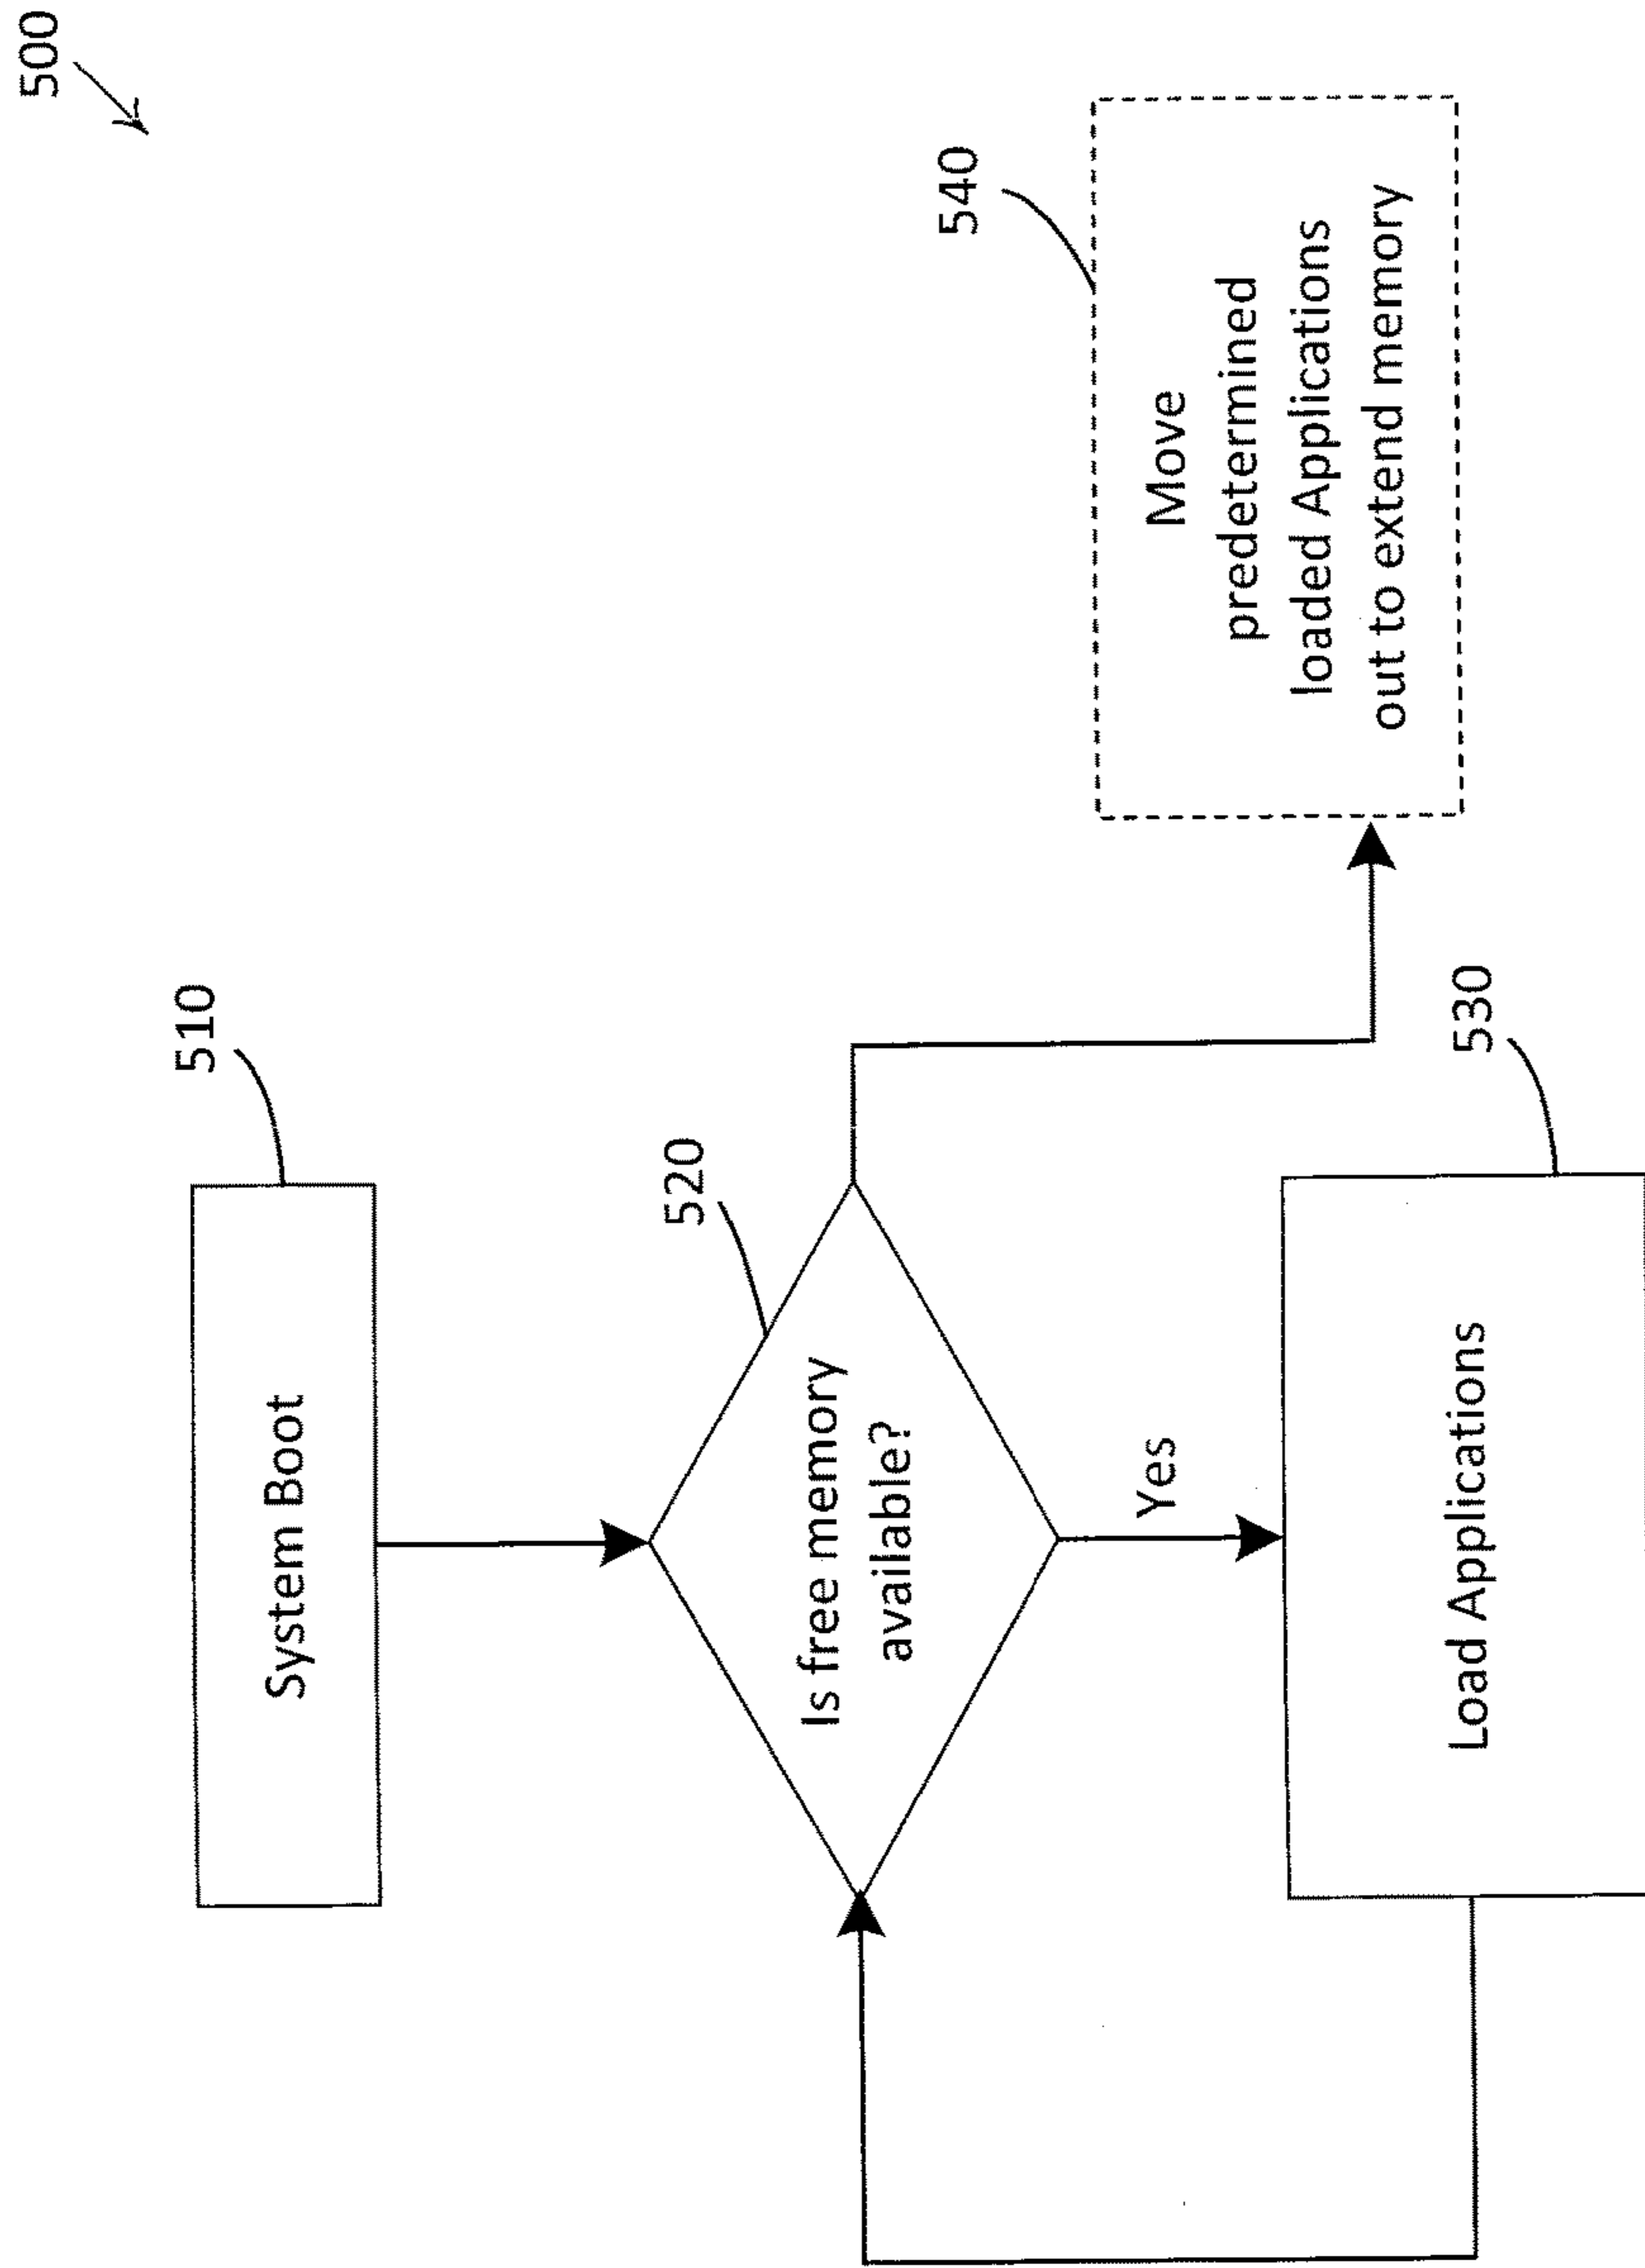 500
510
System Boot
520
Is free memory
available?
Yes
530
Load Applications
540
Move
predetermined
loaded Applications
out to extend memory